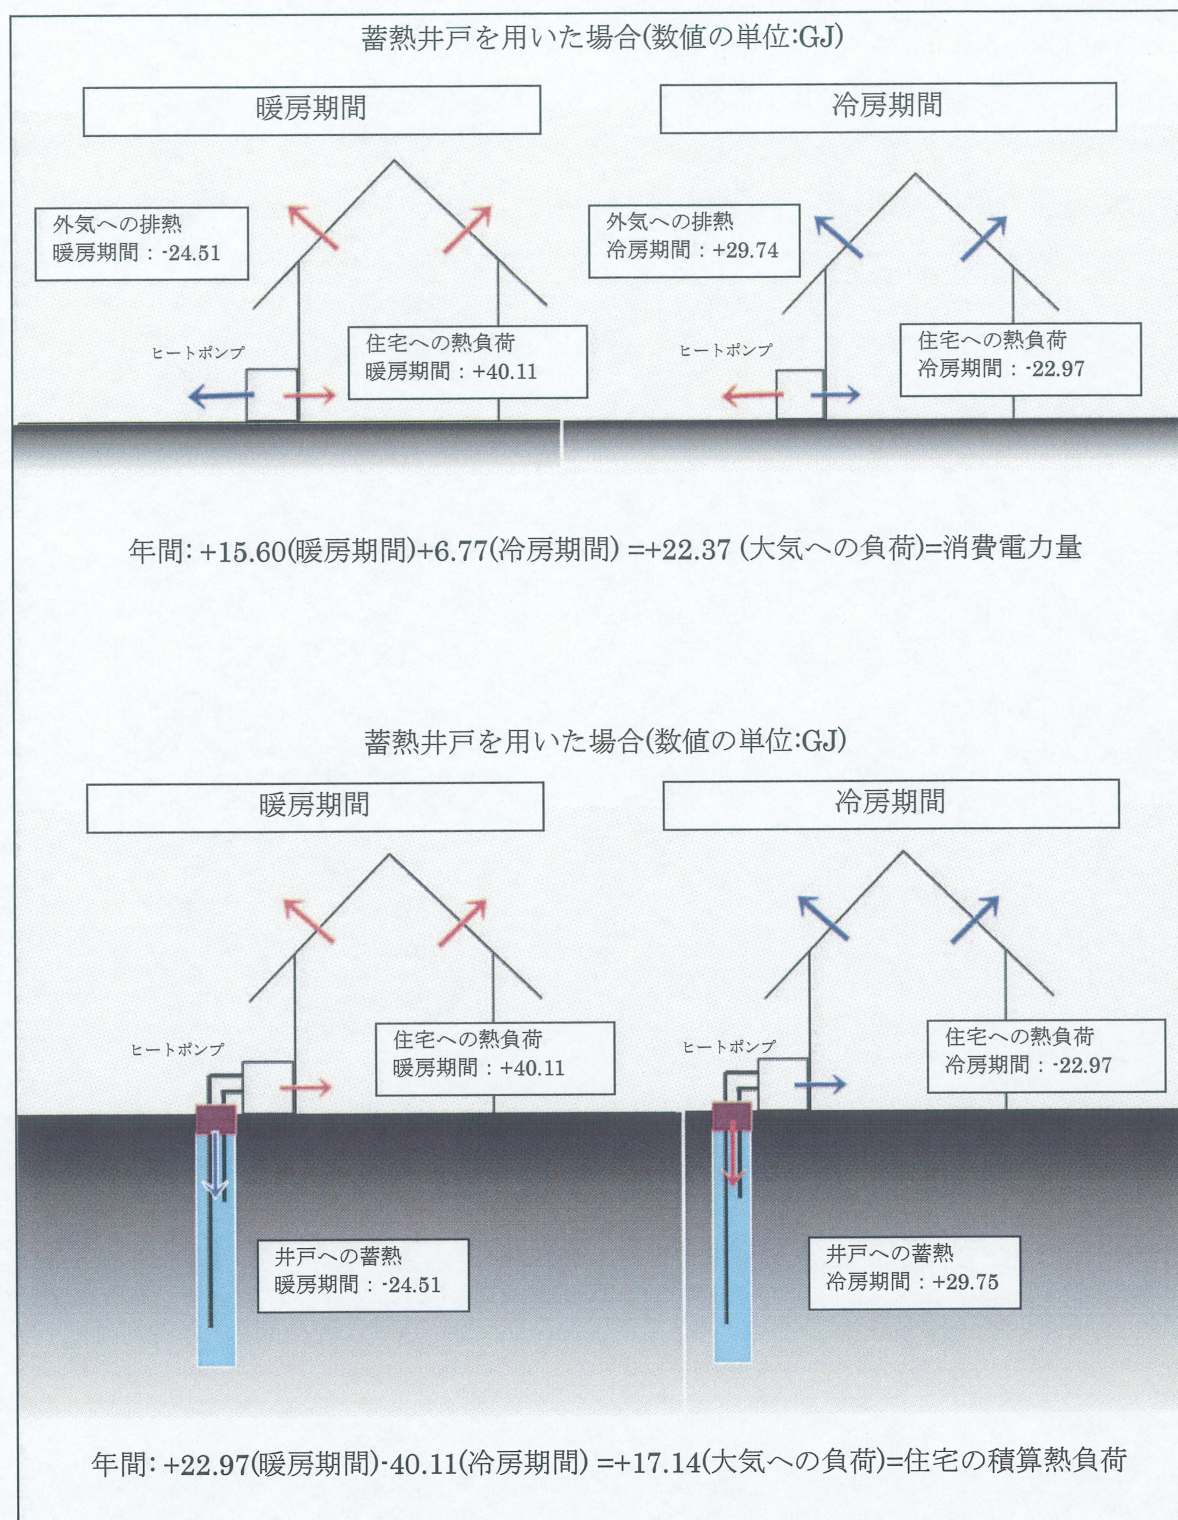 蓄熱井戸を用いた場合(数値の単位:GJ)
暖房期間
冷房期間
外気への排熱
暖房期間：-24.51
外気への排熱
冷房期間：+29.74
ヒートポンプ
住宅への熱負荷
暖房期間：+40.11
ヒートポンプ
住宅への熱負荷
冷房期間：-22.97
年間: +15.60(暖房期間)+6.77(冷房期間) =+22.37 (大気への負荷)=消費電力量
蓄熱井戸を用いた場合(数値の単位:GJ)
暖房期間
冷房期間
ヒートポンプ
住宅への熱負荷
暖房期間：+40.11
ヒートポンプ
住宅への熱負荷
冷房期間：-22.97
井戸への蓄熱
暖房期間：-24.51
井戸への蓄熱
冷房期間：+29.75
年間: +22.97(暖房期間)-40.11(冷房期間) =+17.14(大気への負荷)=住宅の積算熱負荷